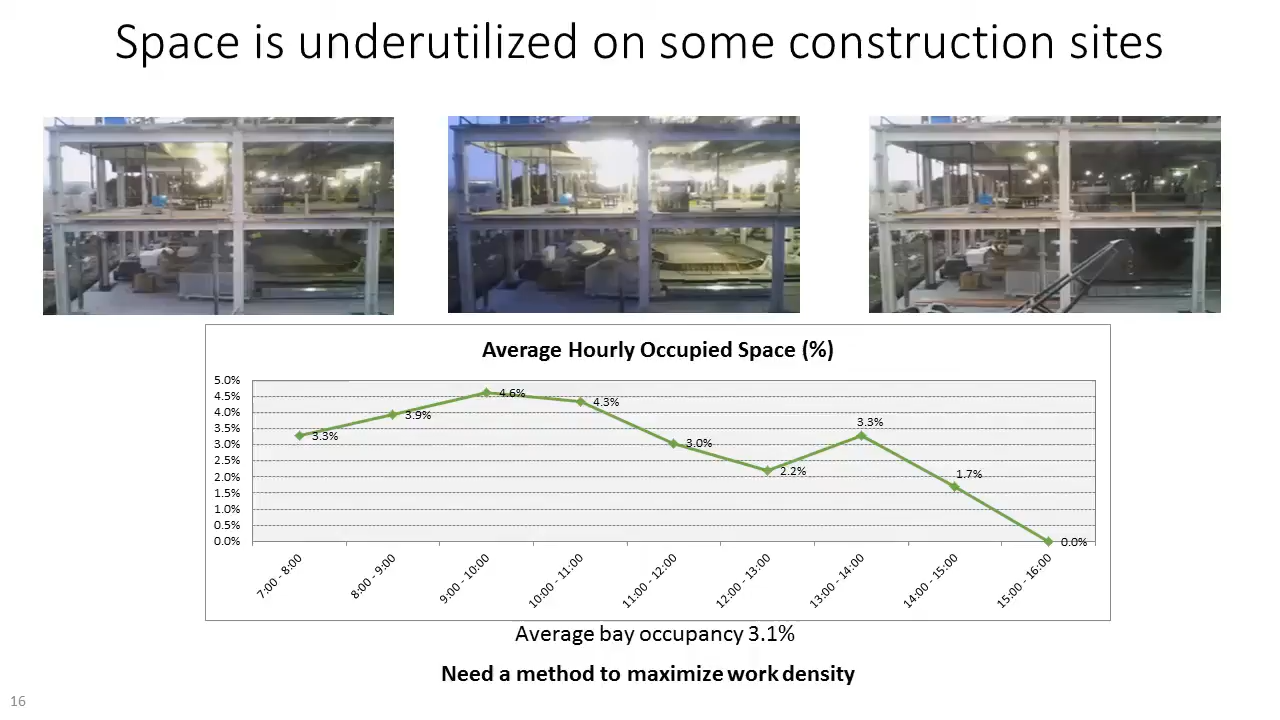 Space is underutilized on some construction sites
Average Hourly Occupied Space (%)
5.0%
4.5%
4.0%
3.5%
3.0%
2.5%
2.0%
1.5%
1.0%
0.5%
0.0%
3.3%
3.9%
4.6%
4.3%
3.0%
2.2%
3.3%
1.7%
0.0%
7:00 - 8:00
8:00 - 9:00
9:00 - 10:00
10:00 - 11:00
11:00 - 12:00
12:00 - 13:00
13:00 - 14:00
14:00 - 15:00
15:00 - 16:00
Average bay occupancy 3.1%
Need a method to maximize work density
16